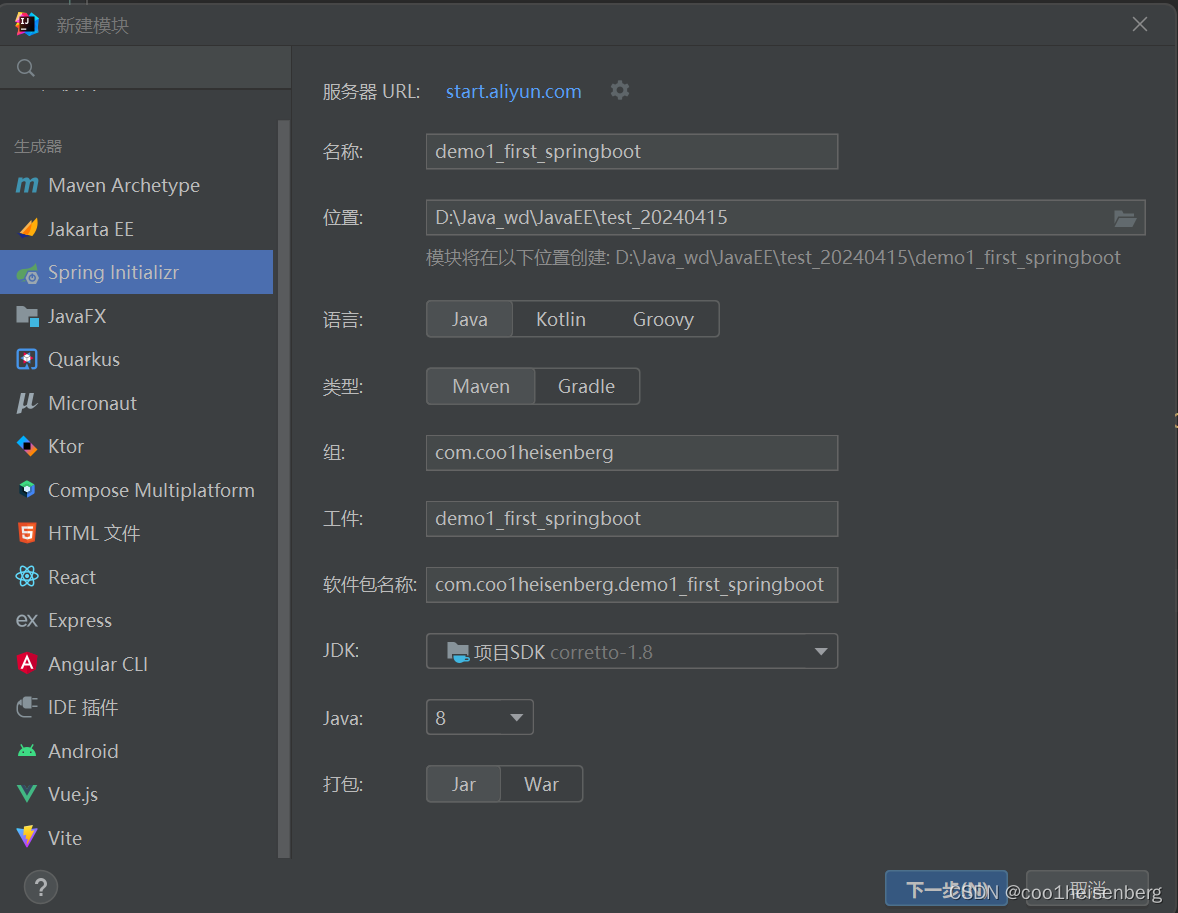 新建模块
生成器
Maven Archetype
Jakarta EE
Spring Initializr
JavaFX
Quarkus
Micronaut
Ktor
Compose Multiplatform
HTML 文件
React
Express
Angular CLI
IDE 插件
Android
Vue.js
Vite
?
服务器 URL: start.aliyun.com
名称: demo1_first_springboot
位置: D:\Java_wd\JavaEE\test_20240415
模块将在以下位置创建: D:\Java_wd\JavaEE\test_20240415\demo1_first_springboot
语言: Java Kotlin Groovy
类型: Maven Gradle
组: com.coo1heisenberg
工件: demo1_first_springboot
软件包名称: com.coo1heisenberg.demo1_first_springboot
JDK: 项目SDK corretto-1.8
Java: 8
打包: Jar War
下一步(N) 取消
CSDN @coo1heisenberg